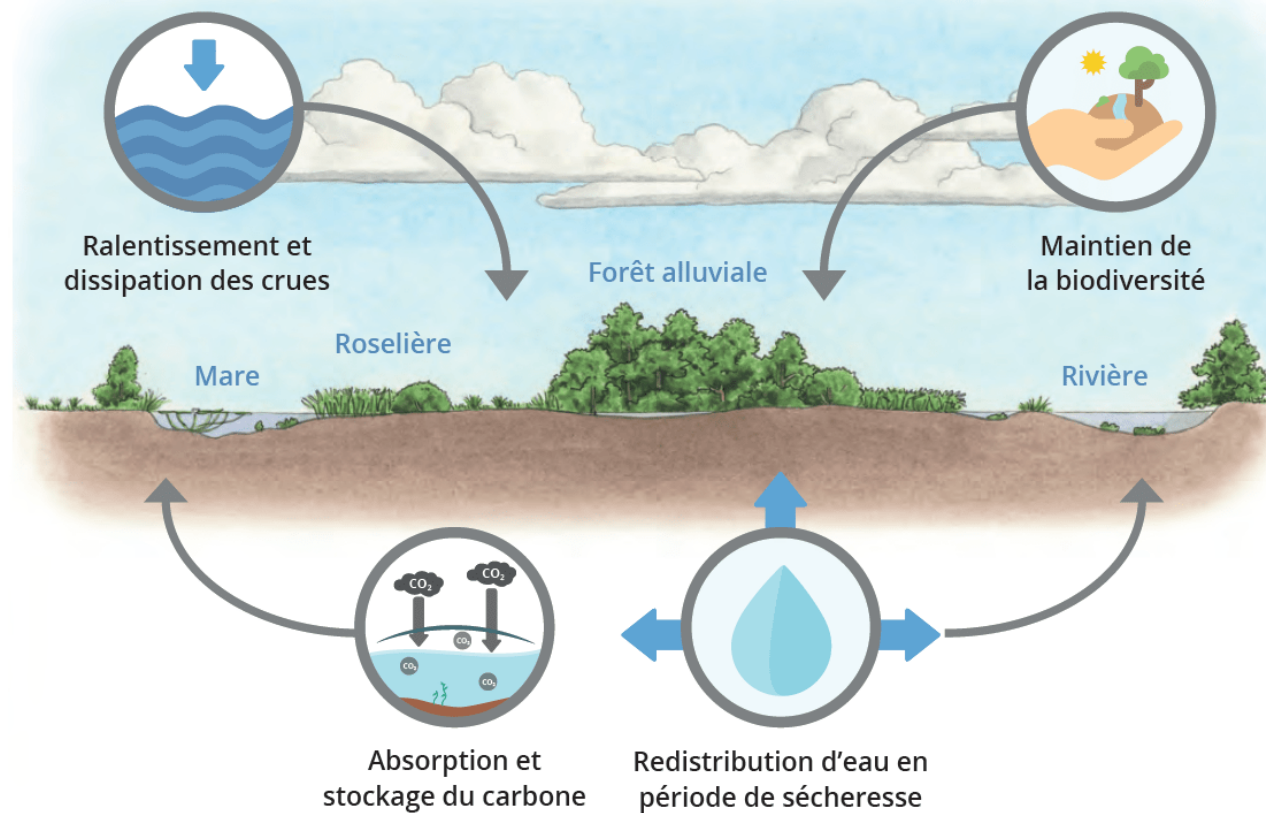 Ralentissement et
dissipation des crues
Maintien de
la biodiversité
Forêt alluviale
Roselière
Mare
Rivière
CO₂
CO₂
CO₂
CO₂
CO₂
Absorption et
stockage du carbone
Redistribution d'eau en
période de sécheresse